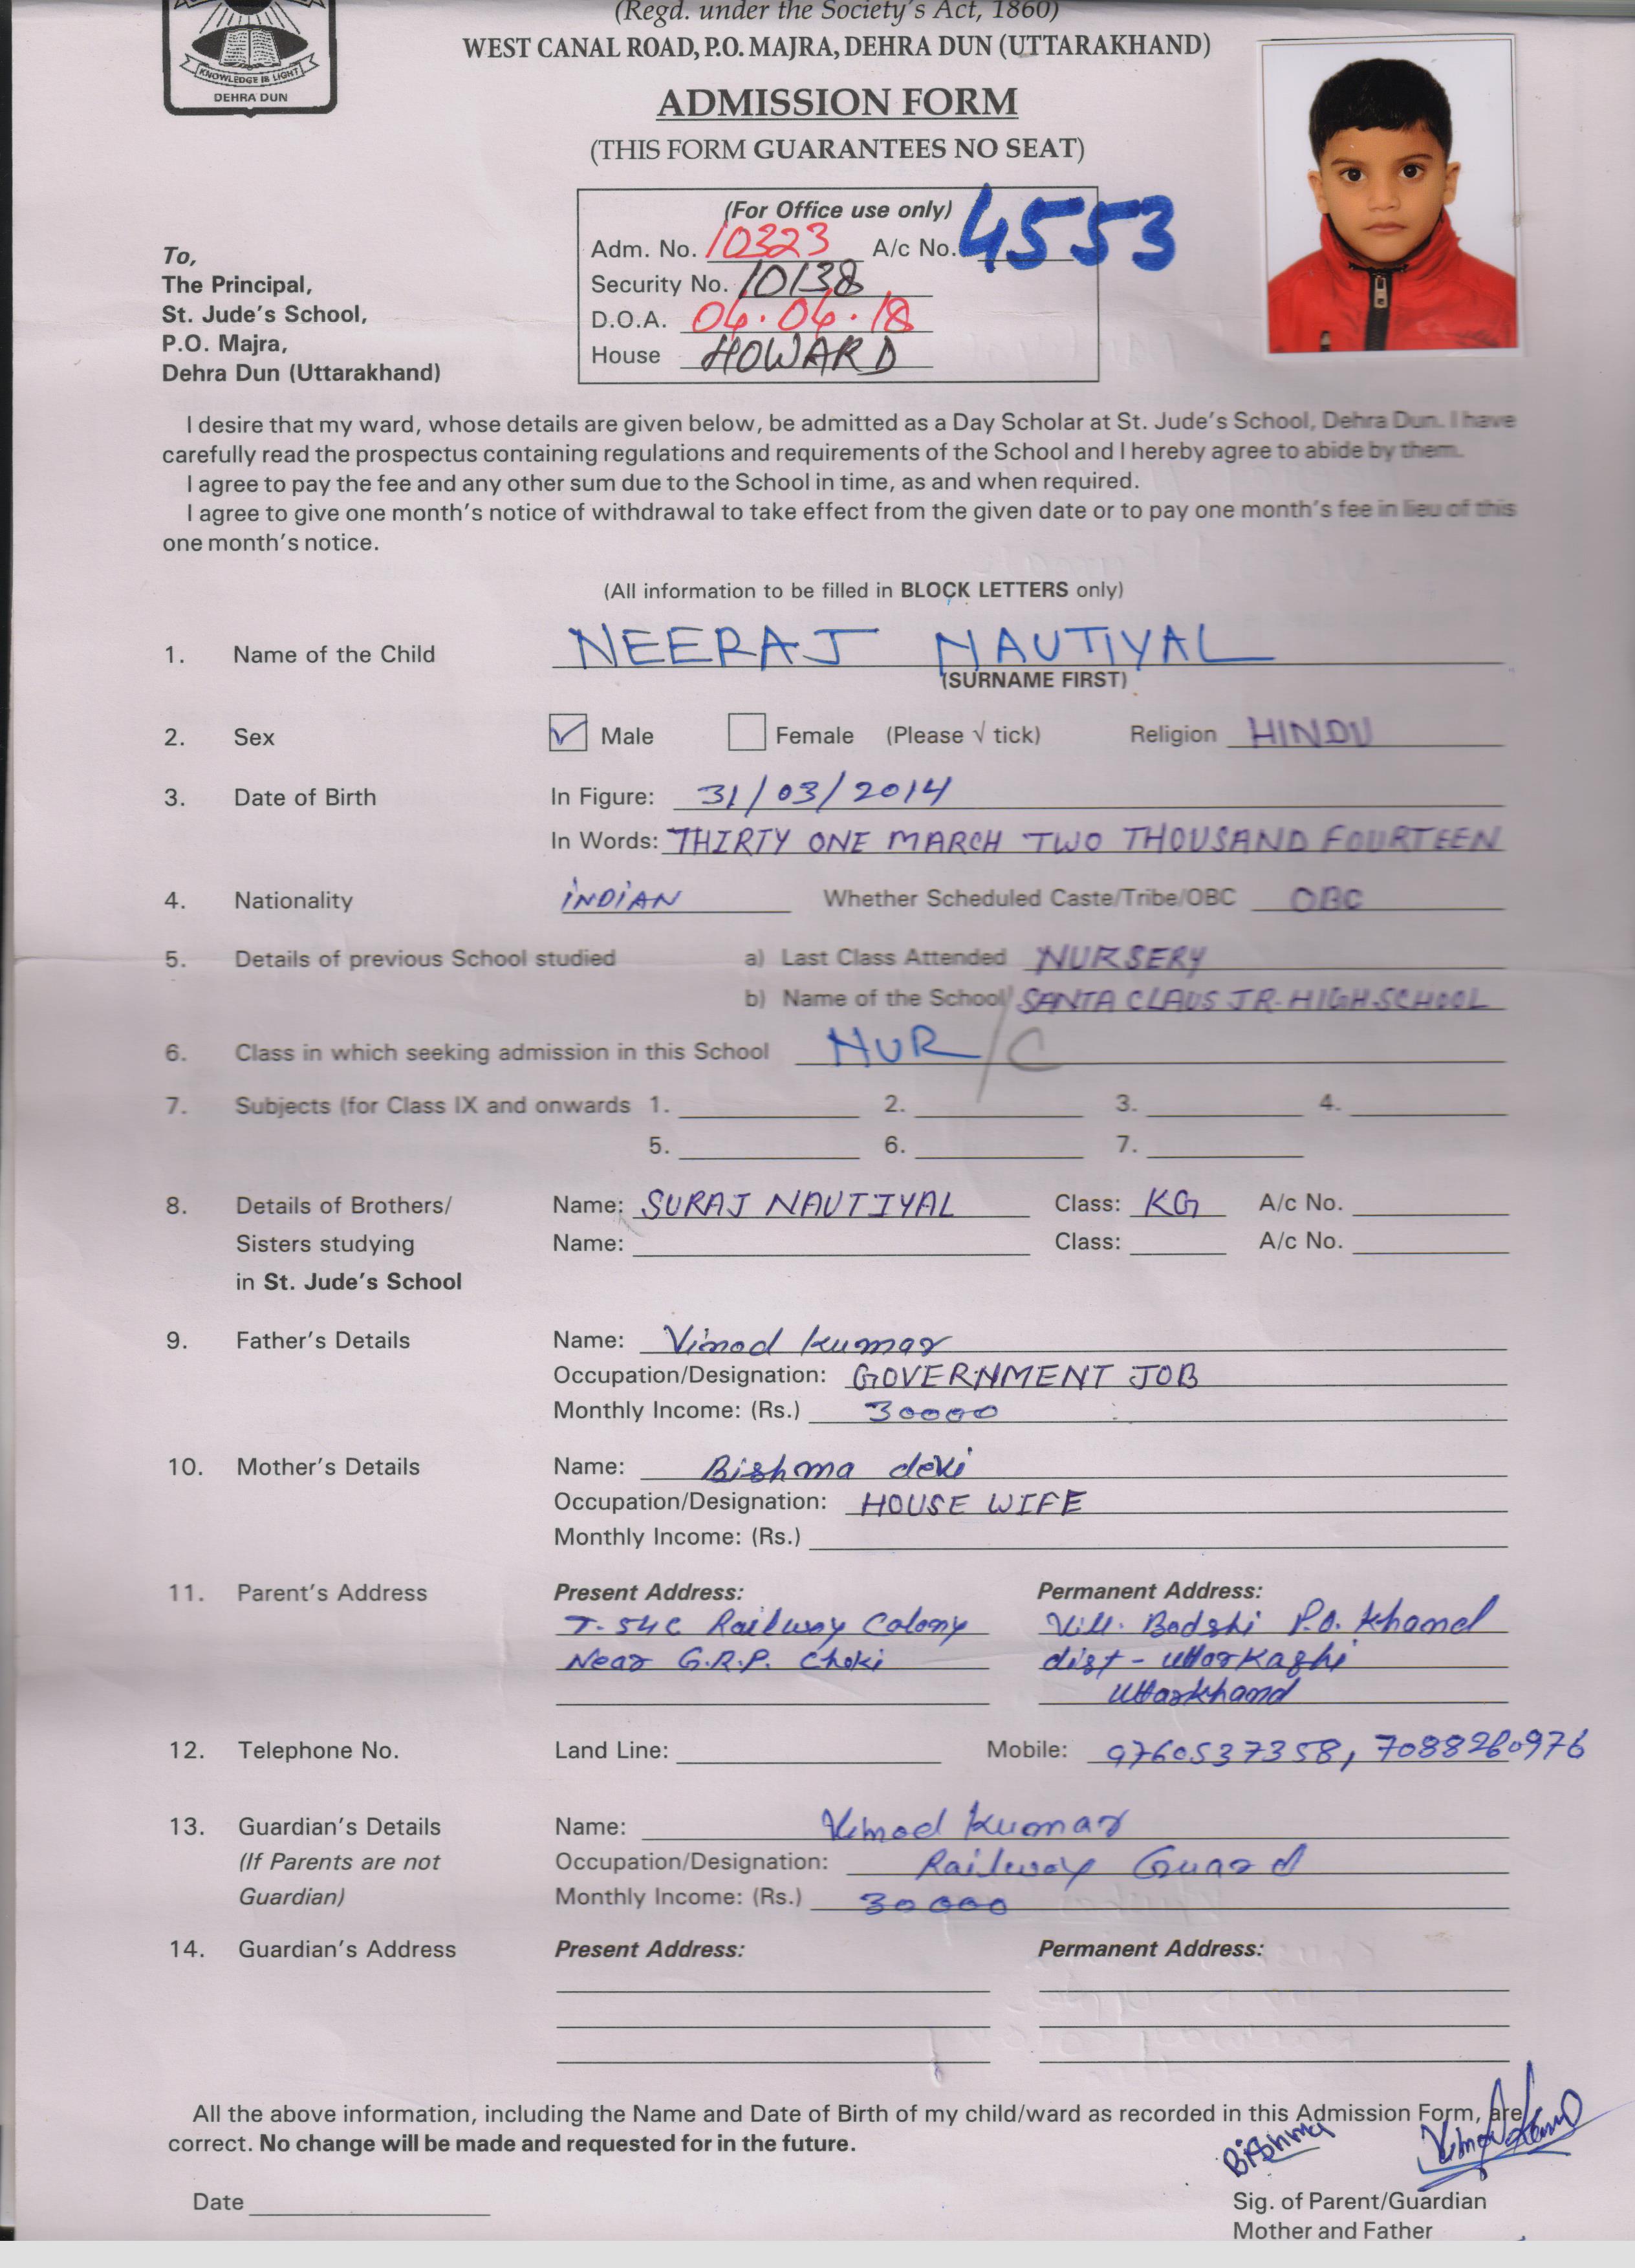 (Regd. under the Society's Act, 1860)
WEST CANAL ROAD, P.O. MAJRA, DEHRA DUN (UTTARAKHAND)
KNOWLEDGE IS LIGHT
DEHRA DUN
ADMISSION FORM
(THIS FORM GUARANTEES NO SEAT)
(For Office use only)
Adm. No. 10323 A/c No. 4553
Security No. 10138
D.O.A. 04.04.18
House HOWARD
To,
The Principal,
St. Jude's School,
P.O. Majra,
Dehra Dun (Uttarakhand)
I desire that my ward, whose details are given below, be admitted as a Day Scholar at St. Jude's School, Dehra Dun. I have
carefully read the prospectus containing regulations and requirements of the School and I hereby agree to abide by them.
I agree to pay the fee and any other sum due to the School in time, as and when required.
I agree to give one month's notice of withdrawal to take effect from the given date or to pay one month's fee in lieu of this
one month's notice.
(All information to be filled in BLOCK LETTERS only)
1. Name of the Child NEERAJ NAUTIYAL
(SURNAME FIRST)
2. Sex Male Female (Please √ tick) Religion HINDU
3. Date of Birth In Figure: 31/03/2014
In Words: THIRTY ONE MARCH TWO THOUSAND FOURTEEN
4. Nationality INDIAN Whether Scheduled Caste/Tribe/OBC OBC
5. Details of previous School studied a) Last Class Attended NURSERY
b) Name of the School SANTA CLAUS JR-HIGH SCHOOL
6. Class in which seeking admission in this School NUR/C
7. Subjects (for Class IX and onwards 1. 2. 3. 4.
5. 6. 7.
8. Details of Brothers/ Name: SURAJ NAUTIYAL Class: KG A/c No.
Sisters studying Name: Class: A/c No.
in St. Jude's School
9. Father's Details Name: Vinod Kumar
Occupation/Designation: GOVERNMENT JOB
Monthly Income: (Rs.) 30000
10. Mother's Details Name: Bishma devi
Occupation/Designation: HOUSE WIFE
Monthly Income: (Rs.)
11. Parent's Address Present Address: Permanent Address:
T-54C Railway Colony Vill. Badshi P.O. Khand
Near G.R.P. Choki dist - uttarkashi
Uttarkhand
12. Telephone No. Land Line: Mobile: 9760537358, 7088260976
13. Guardian's Details Name: Vinod Kumar
(If Parents are not Occupation/Designation: Railway Guard
Guardian) Monthly Income: (Rs.) 30000
14. Guardian's Address Present Address: Permanent Address:
All the above information, including the Name and Date of Birth of my child/ward as recorded in this Admission Form, are
correct. No change will be made and requested for in the future.
Bishma
Date
Sig. of Parent/Guardian
Mother and Father